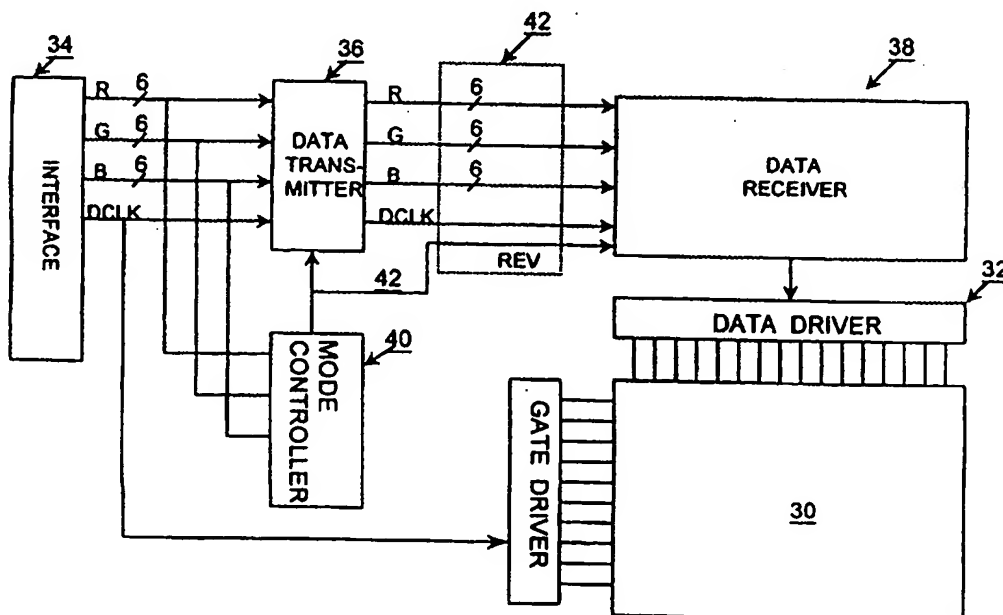 34
36
42
38
R 6
G 6
B 6
DCLK
INTERFACE
DATA
TRANS-
MITTER
R 6
G 6
B 6
DCLK
REV
DATA
RECEIVER
42
40
MODE
CONTROLLER
32
DATA DRIVER
GATE DRIVER
30